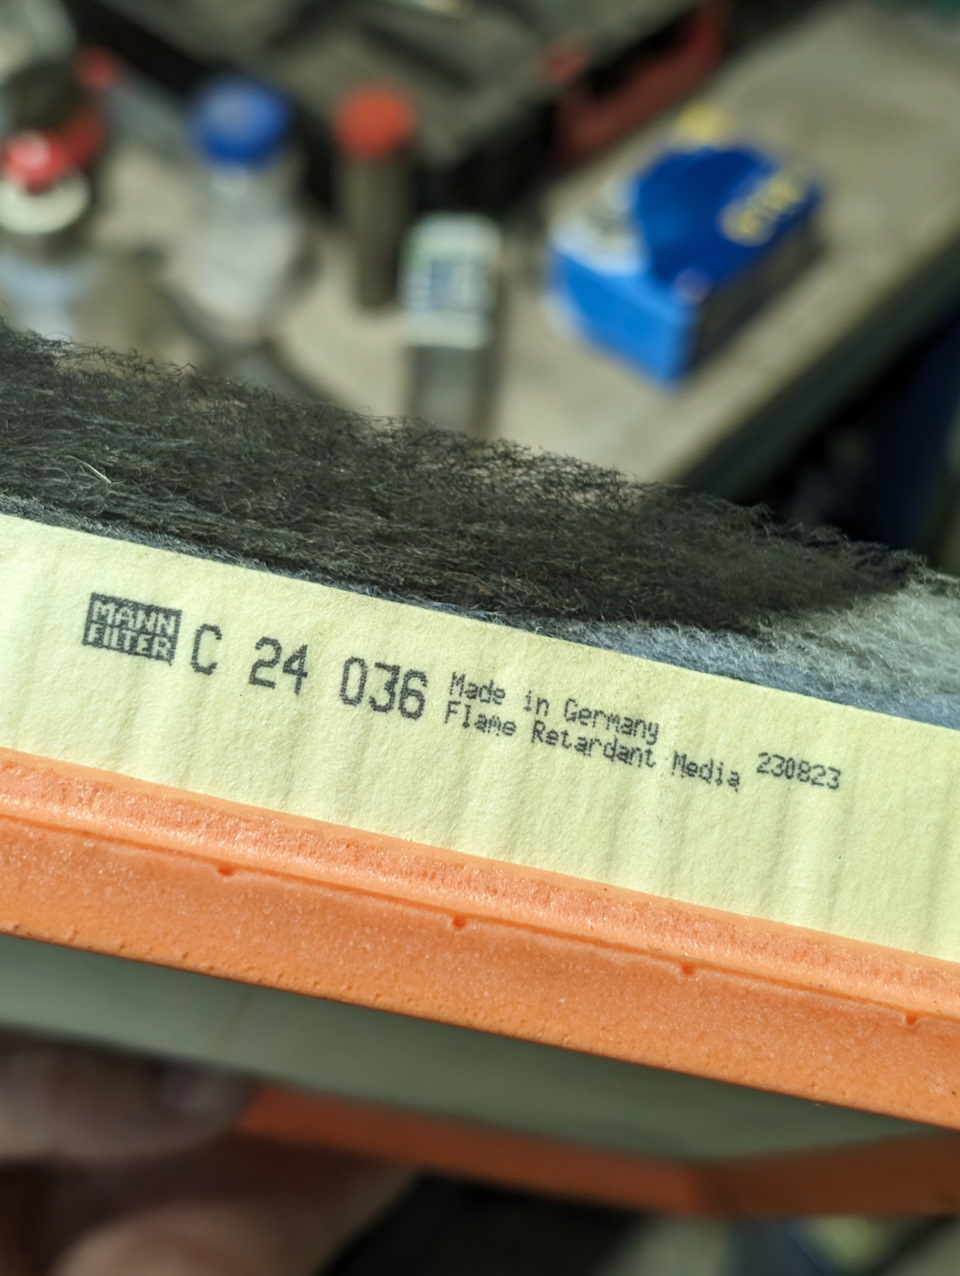 MANN
FILTER
C 24 036
Made in Germany
Flame Retardant Media
230823